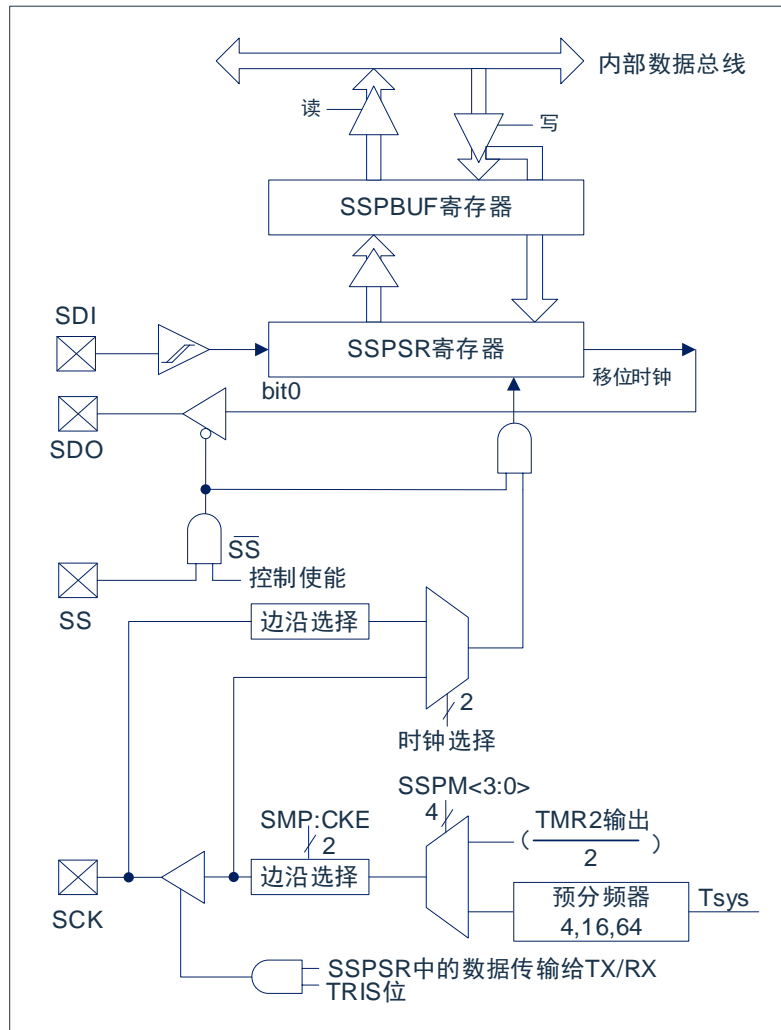 内部数据总线
读
写
SSPBUF寄存器
SDI
SSPSR寄存器
bit0
移位时钟
SDO
SS
控制使能
SS
边沿选择
2
时钟选择
SSPM<3:0>
4
SMP:CKE
2
(TMR2输出
2
)
边沿选择
预分频器
4,16,64
Tsys
SCK
SSPSR中的数据传输给TX/RX
TRIS位